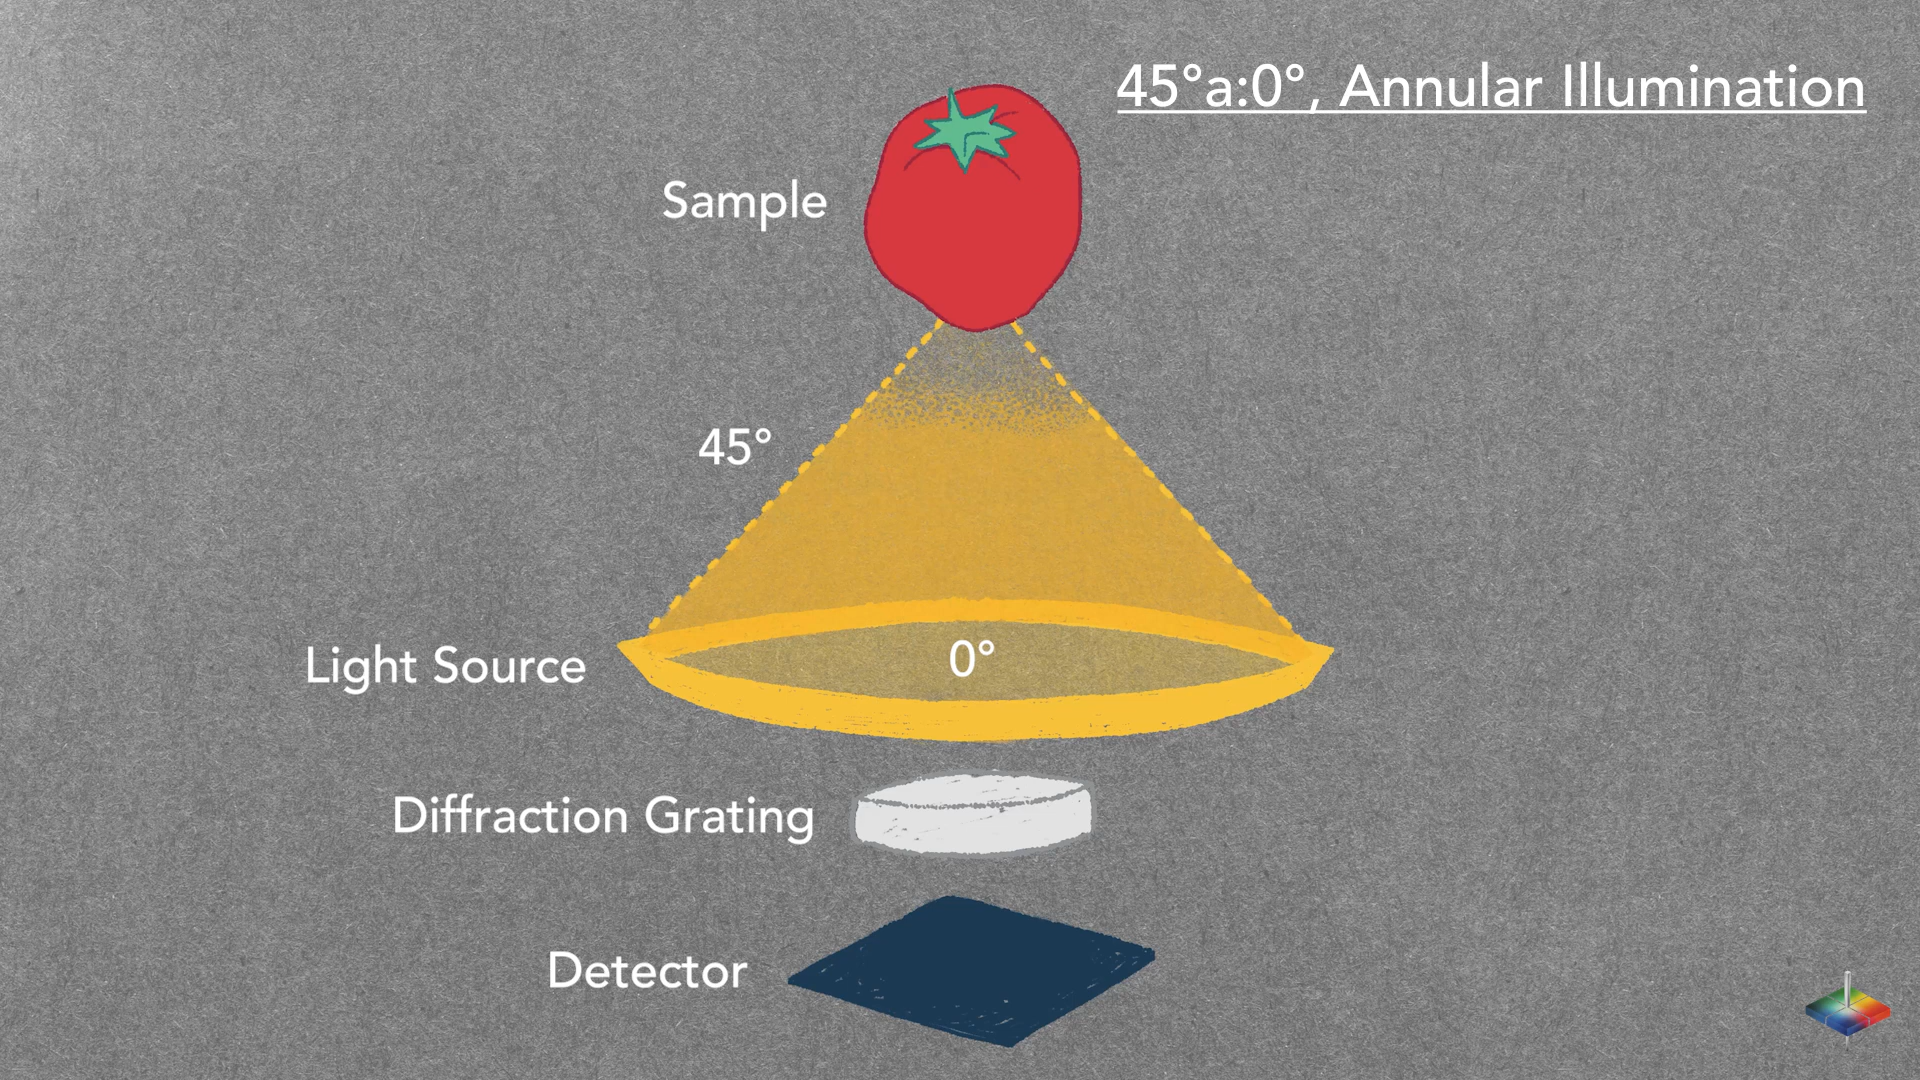 45°a:0°, Annular Illumination
Sample
45°
0°
Light Source
Diffraction Grating
Detector